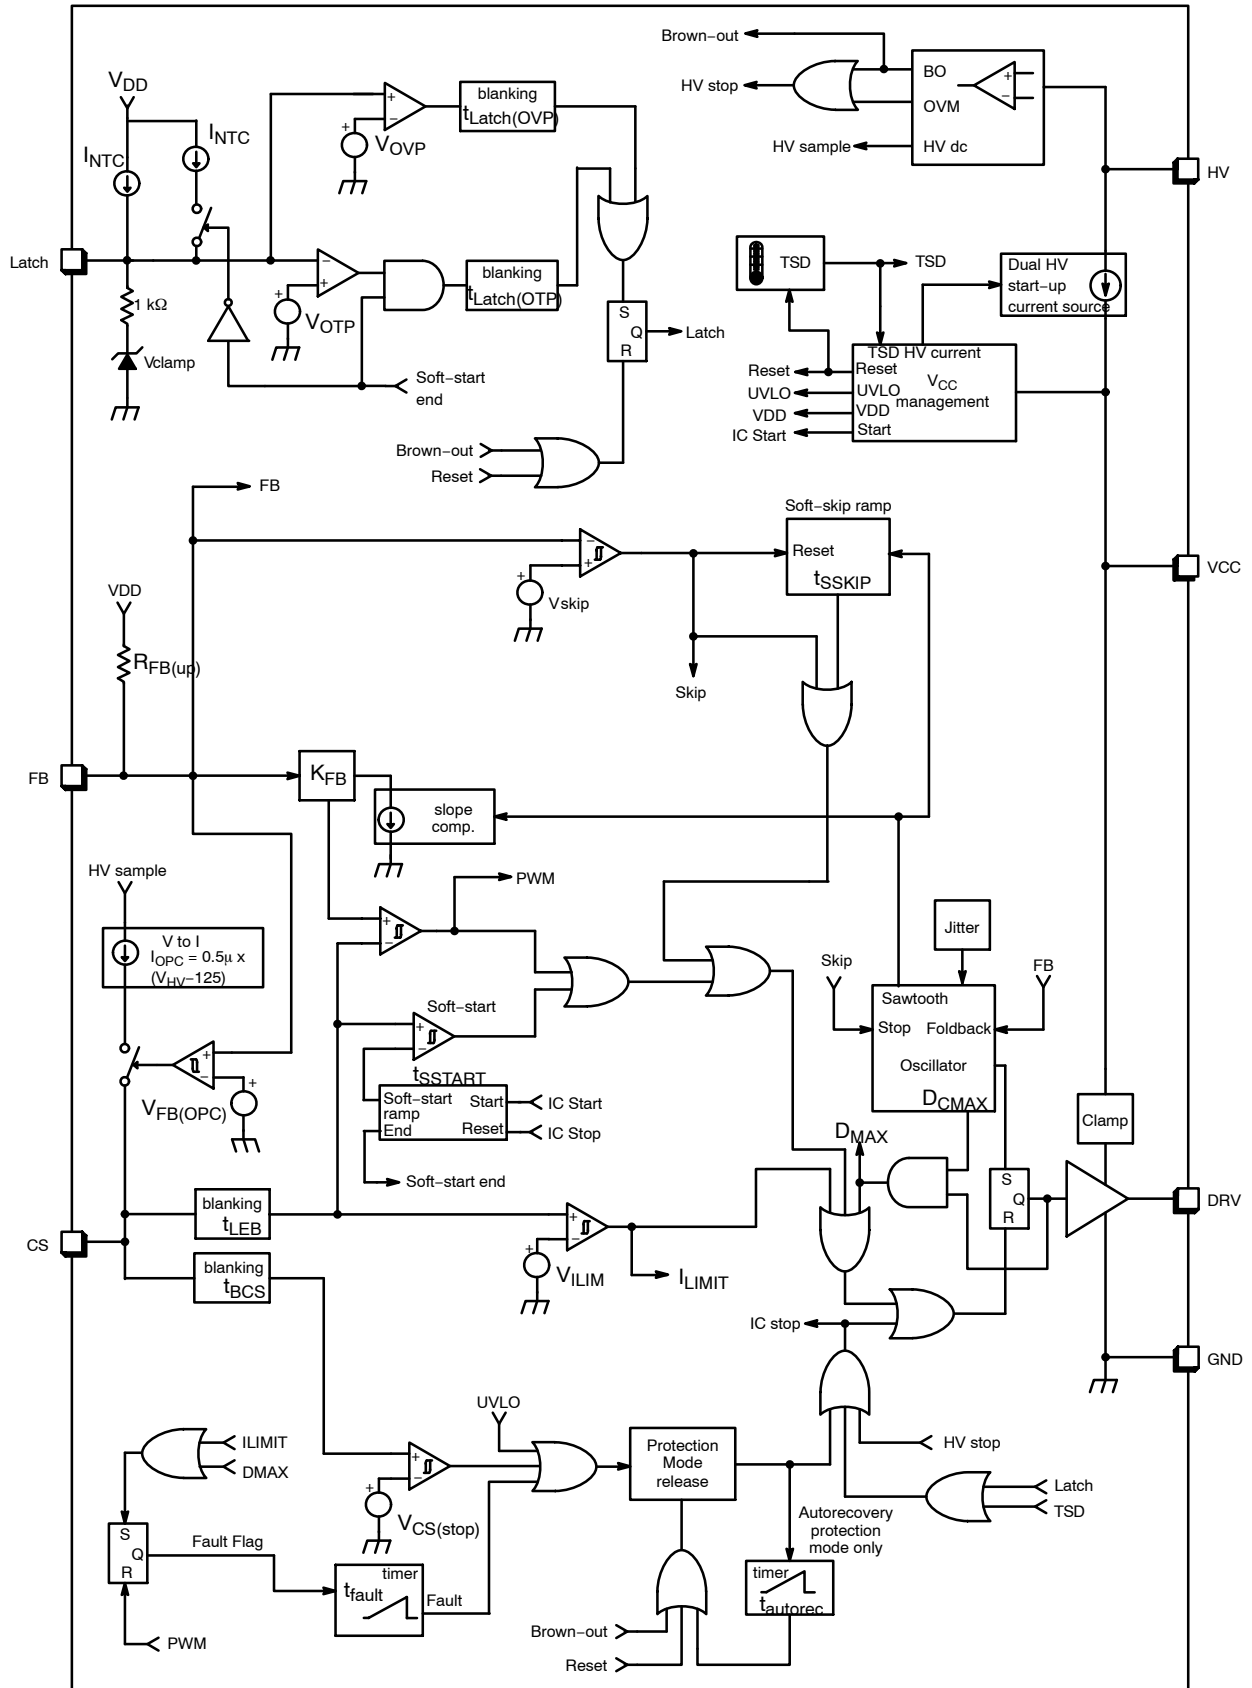 Brown−out
HV stop
BO
+
−
OVM
HV sample
HV dc
HV
VDD
INTC
INTC
blanking
tLatch(OVP)
+
−
+
VOVP
Latch
1 kΩ
Vclamp
−
+
+
VOTP
blanking
tLatch(OTP)
S
Q
R
Latch
Soft−start
end
Brown−out
Reset
TSD
TSD
Dual HV
start−up
current source
TSD HV current
Reset
Reset
UVLO
UVLO
VCC
management
VDD
VDD
IC Start
Start
FB
−
+
+
Vskip
Soft−skip ramp
Reset
tSSKIP
Skip
VCC
VDD
RFB(up)
FB
KFB
slope
comp.
HV sample
V to I
IOPC = 0.5μ x
(VHV−125)
+
−
PWM
+
−
+
VFB(OPC)
Soft−start
+
−
tSSTART
Soft−start
ramp
End
Start
Reset
IC Start
IC Stop
Soft−start end
Jitter
Skip
FB
Sawtooth
Stop
Foldback
Oscillator
DCMAX
DMAX
Clamp
S
Q
R
DRV
CS
blanking
tLEB
blanking
tBCS
+
−
+
VILIM
ILIMIT
IC stop
GND
UVLO
ILIMIT
DMAX
+
−
+
VCS(stop)
Protection
Mode
release
HV stop
Latch
TSD
Autorecovery
protection
mode only
S
Q
R
Fault Flag
timer
tfault
Fault
timer
tautorec
PWM
Brown−out
Reset